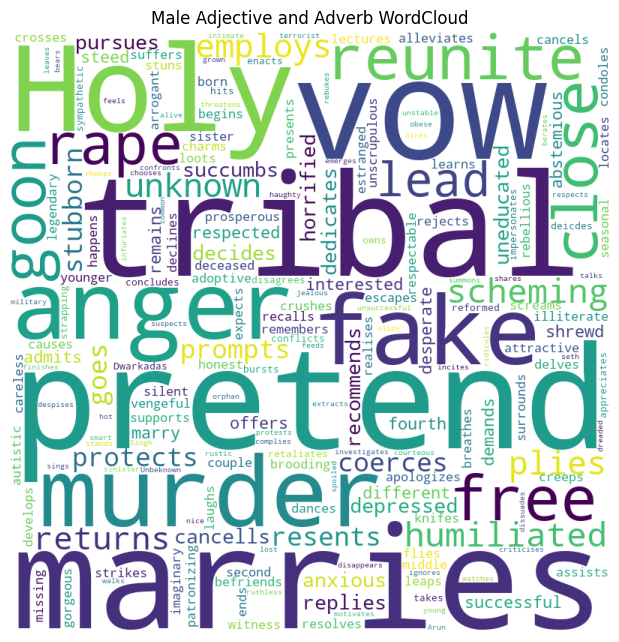 Male Adjective and Adverb WordCloud
crosses pursues employs lectures alleviates cancels
leaves bears steed suffers stuns intimate terrorist grown enacts reunite
Holy vow sympathetic arrogant born hits begins rebukes condoles
rape feels alive sister charms loots presents threatens unstable obese hires close
goon legendary stubborn unknown succumbs confronts chooses emerges haughty lead learns berates abstemious locates respects
horrified estranged unscrupulous uneducated impersonates rebellious deicdes seasonal
tribal happens remains declines prosperous respected decides dedicates owns rejects respectable
infuriates younger concludes deceased adoptive disagrees interested escapes summons shares talks
military strapping anger suspects expects crushes jealous unsuccessful reformed scheming screams illiterate
causes admits finishes careless goes prompts recalls remembers conflicts feeds fake slips realises desperate ridicules shrewd attractive seth
despises hot Dwarkadas silent honest bursts orphan incites delves dreaded appreciates
pretend vengeful supports marry offers extracts recommends fourth breathes demands surrounds
autistic smart stands sings protects rustic Singh couple protests complies
sinister Unbeknown retaliates brooding investigates courteous coerces apologizes dissuades plies creeps
develops murder laughs dances spoiled different depressed knifes free
nice returns cancells resents lost disappears ignores criticises humiliated
missing gorgeous strikes walks imaginary patronizing second befriends ruthless anxious flies middle watches leaps assists
marries ends witness resolves motivates replies takes young Arun successful